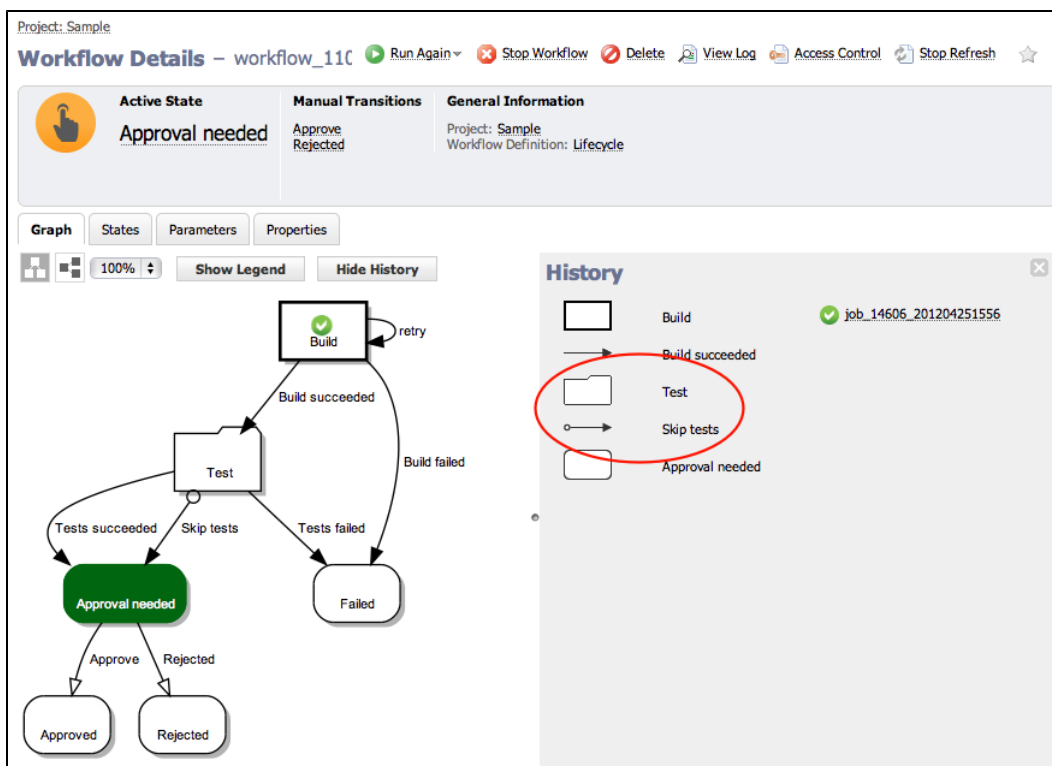 Project: Sample
Workflow Details – workflow_110 Run Again Stop Workflow Delete View Log Access Control Stop Refresh
Active State Manual Transitions General Information
Approval needed Approve Project: Sample
Rejected Workflow Definition: Lifecycle
Graph States Parameters Properties
100% Show Legend Hide History
History
Build job_14606_201204251556
Build succeeded
Test
Skip tests
Approval needed
Build
retry
Build succeeded
Build failed
Test
Tests succeeded Skip tests Tests failed
Approval needed Failed
Approve Rejected
Approved Rejected